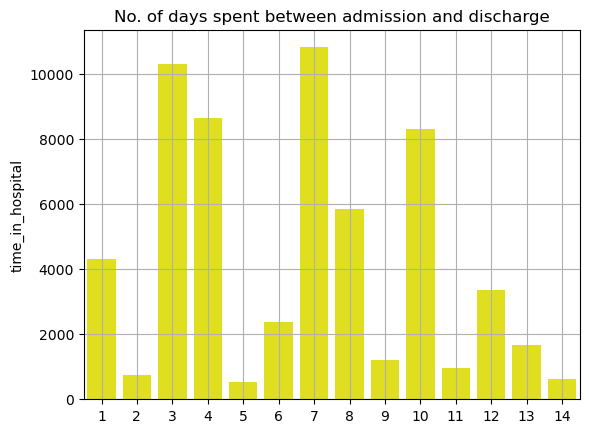 No. of days spent between admission and discharge
time_in_hospital
10000
8000
6000
4000
2000
0
1 2 3 4 5 6 7 8 9 10 11 12 13 14